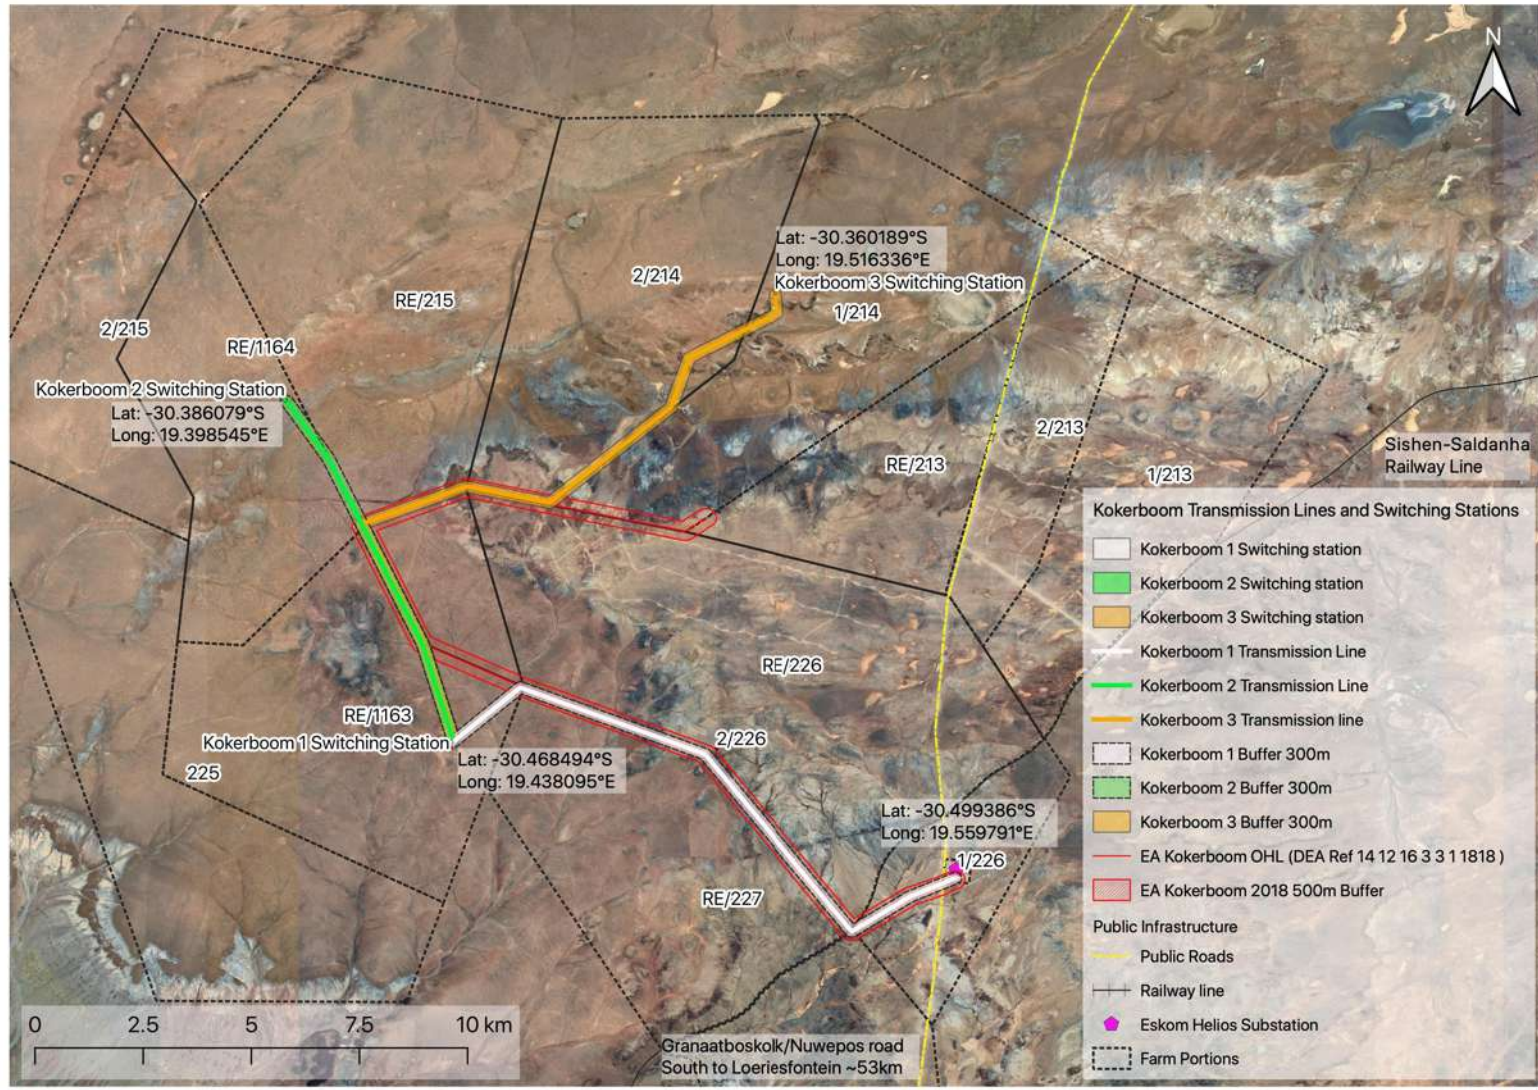 N
Lat: -30.360189°S
Long: 19.516336°E
Kokerboom 3 Switching Station
2/214
RE/215
1/214
2/215
RE/1164
Kokerboom 2 Switching Station
Lat: -30.386079°S
Long: 19.398545°E
2/213
RE/213
1/213
Sishen-Saldanha
Railway Line
RE/226
RE/1163
Kokerboom 1 Switching Station
Lat: -30.468494°S
Long: 19.438095°E
225
2/226
Lat: -30.499386°S
Long: 19.559791°E
1/226
RE/227
Kokerboom Transmission Lines and Switching Stations
Kokerboom 1 Switching station
Kokerboom 2 Switching station
Kokerboom 3 Switching station
Kokerboom 1 Transmission Line
Kokerboom 2 Transmission Line
Kokerboom 3 Transmission line
Kokerboom 1 Buffer 300m
Kokerboom 2 Buffer 300m
Kokerboom 3 Buffer 300m
EA Kokerboom OHL (DEA Ref 14 12 16 3 3 1 1818 )
EA Kokerboom 2018 500m Buffer
Public Infrastructure
Public Roads
Railway line
Eskom Helios Substation
Farm Portions
0 2.5 5 7.5 10 km
Granaatboskolk/Nuwepos road
South to Loeriesfontein ~53km